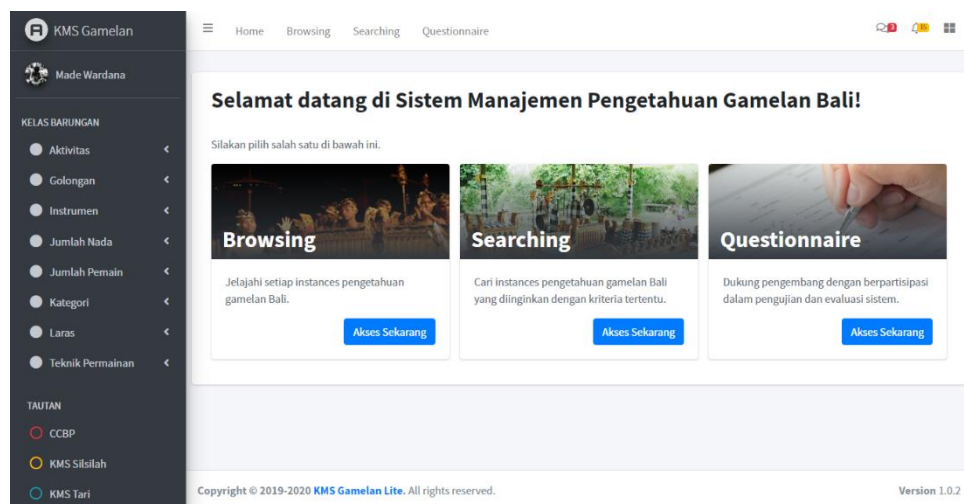 KMS Gamelan
Home Browsing Searching Questionnaire
3
15
Made Wardana
KELAS BARUNGAN
Aktivitas
Golongan
Instrumen
Jumlah Nada
Jumlah Pemain
Kategori
Laras
Teknik Permainan
TAUTAN
CCBP
KMS Silsilah
KMS Tari
Selamat datang di Sistem Manajemen Pengetahuan Gamelan Bali!
Silakan pilih salah satu di bawah ini.
Browsing
Jelajahi setiap instances pengetahuan
gamelan Bali.
Akses Sekarang
Searching
Cari instances pengetahuan gamelan Bali
yang diinginkan dengan kriteria tertentu.
Akses Sekarang
Questionnaire
Dukung pengembang dengan berpartisipasi
dalam pengujian dan evaluasi sistem.
Akses Sekarang
Copyright © 2019-2020 KMS Gamelan Lite. All rights reserved.
Version 1.0.2